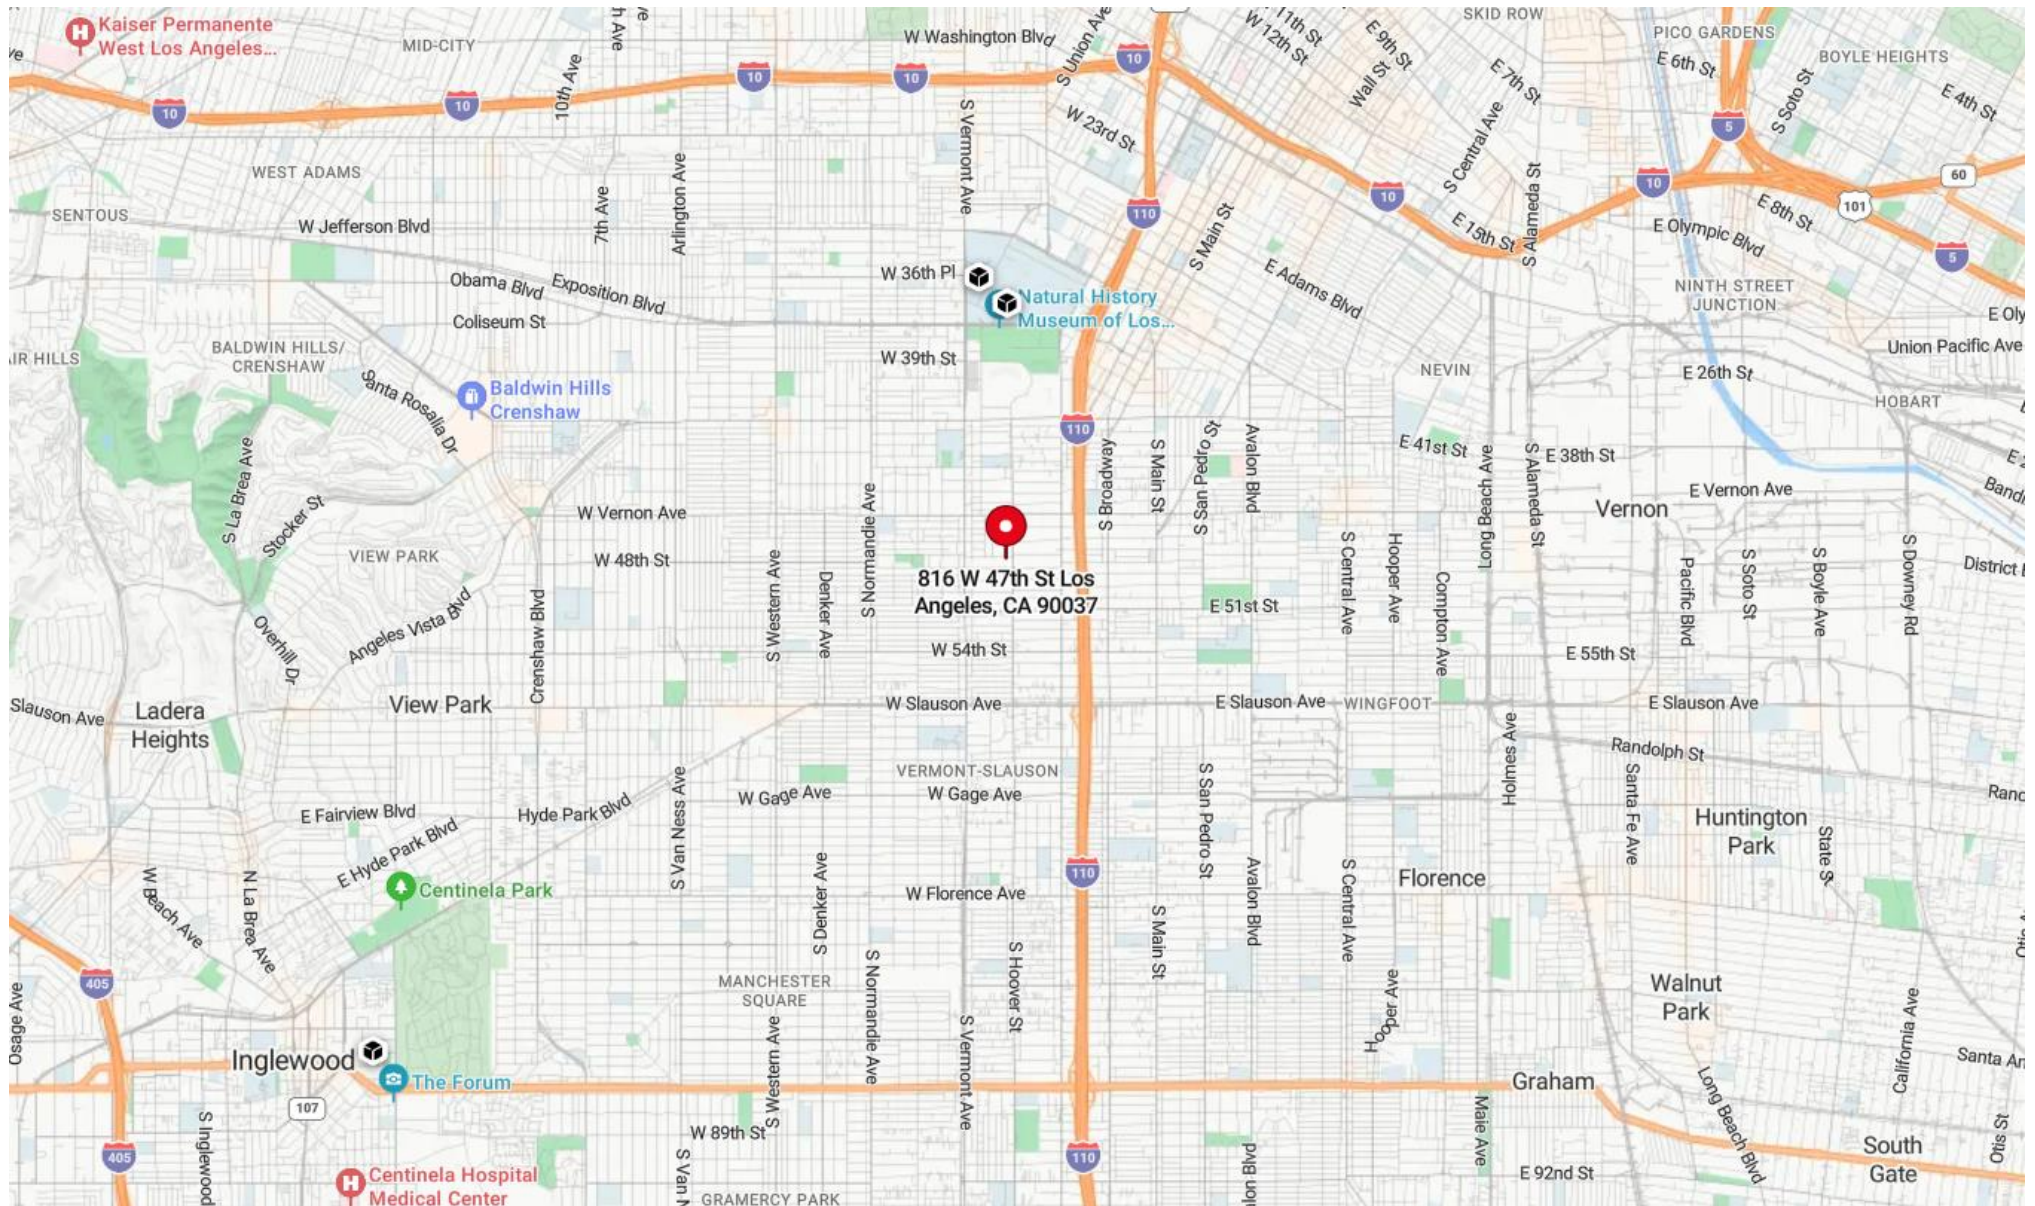 Kaiser Permanente
West Los Angeles...
MID-CITY
10th Ave
W Washington Blvd
S Union Ave
W 11th St
W 12th St
E 9th St
Wall St
E 7th St
SKID ROW
S Central Ave
PICO GARDENS
E 6th St
BOYLE HEIGHTS
S Soto St
E 4th St
10
10
10
10
10
10
10
5
60
101
5
110
WEST ADAMS
SENTOUS
W Jefferson Blvd
7th Ave
Arlington Ave
S Vermont Ave
W 23rd St
S Main St
E 15th St
S Alameda St
E Olympic Blvd
E 8th St
W 36th Pl
Natural History
Museum of Los...
E Adams Blvd
NINTH STREET
JUNCTION
E Oly
Obama Blvd
Exposition Blvd
Coliseum St
W 39th St
AIR HILLS
BALDWIN HILLS/
CRENSHAW
Santa Rosalia Dr
Baldwin Hills
Crenshaw
NEVIN
E 26th St
Union Pacific Ave
HOBART
110
S La Brea Ave
Stocker St
S Broadway
S Main St
S San Pedro St
Avalon Blvd
E 41st St
Long Beach Ave
S Alameda St
E 38th St
Vernon
E Vernon Ave
Bandi
W Vernon Ave
S Normandie Ave
VIEW PARK
W 48th St
816 W 47th St Los
Angeles, CA 90037
S Western Ave
Denker Ave
E 51st St
S Central Ave
Hooper Ave
Compton Ave
Pacific Blvd
S Soto St
S Boyle Ave
S Downey Rd
District B
Overhill Dr
Angeles Vista Blvd
Crenshaw Blvd
W 54th St
E 55th St
Slauson Ave
Ladera
Heights
View Park
W Slauson Ave
E Slauson Ave
WINGFOOT
E Slauson Ave
Holmes Ave
Randolph St
VERMONT-SLAUSON
W Gage Ave
W Gage Ave
S Van Ness Ave
S San Pedro St
Santa Fe Ave
Rand
E Fairview Blvd
Hyde Park Blvd
E Hyde Park Blvd
Huntington
Park
State St
W Beach Ave
N La Brea Ave
Centinela Park
S Denker Ave
W Florence Ave
110
Avalon Blvd
S Central Ave
Florence
405
S Main St
S Hoover St
MANCHESTER
SQUARE
S Normandie Ave
Osage Ave
Hooper Ave
Walnut
Park
California Ave
Inglewood
The Forum
107
S Western Ave
S Vermont Ave
Graham
Santa An
S Inglewood
W 89th St
Maie Ave
Long Beach Blvd
Otis St
405
110
South
Gate
Centinela Hospital
Medical Center
S Van N
GRAMERCY PARK
E 92nd St